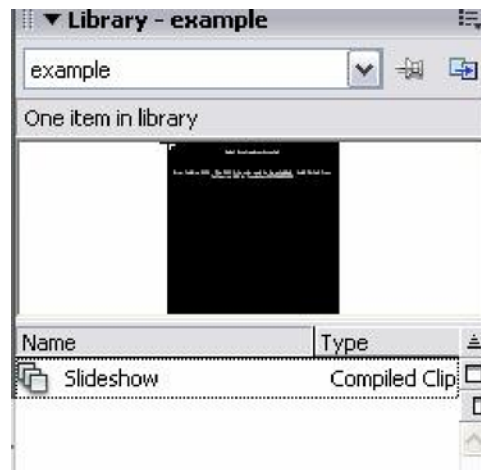 Library - example
example
One item in library
Name Type
Slideshow Compiled Clip